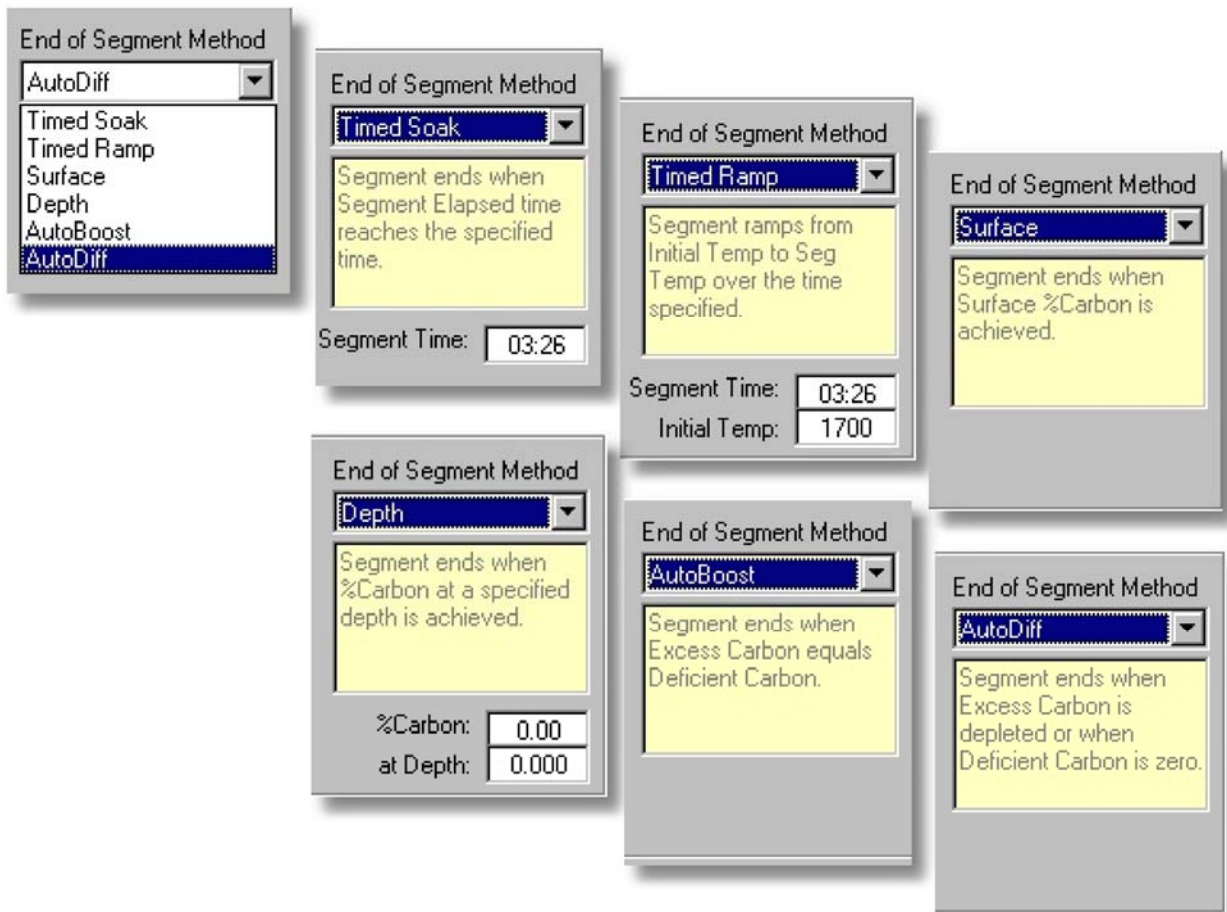 End of Segment Method
AutoDiff
Timed Soak
Timed Ramp
Surface
Depth
AutoBoost
AutoDiff
End of Segment Method
Timed Soak
Segment ends when
Segment Elapsed time
reaches the specified
time.
Segment Time: 03:26
End of Segment Method
Timed Ramp
Segment ramps from
Initial Temp to Seg
Temp over the time
specified.
Segment Time: 03:26
Initial Temp: 1700
End of Segment Method
Surface
Segment ends when
Surface %Carbon is
achieved.
End of Segment Method
Depth
Segment ends when
%Carbon at a specified
depth is achieved.
%Carbon: 0.00
at Depth: 0.000
End of Segment Method
AutoBoost
Segment ends when
Excess Carbon equals
Deficient Carbon.
End of Segment Method
AutoDiff
Segment ends when
Excess Carbon is
depleted or when
Deficient Carbon is zero.